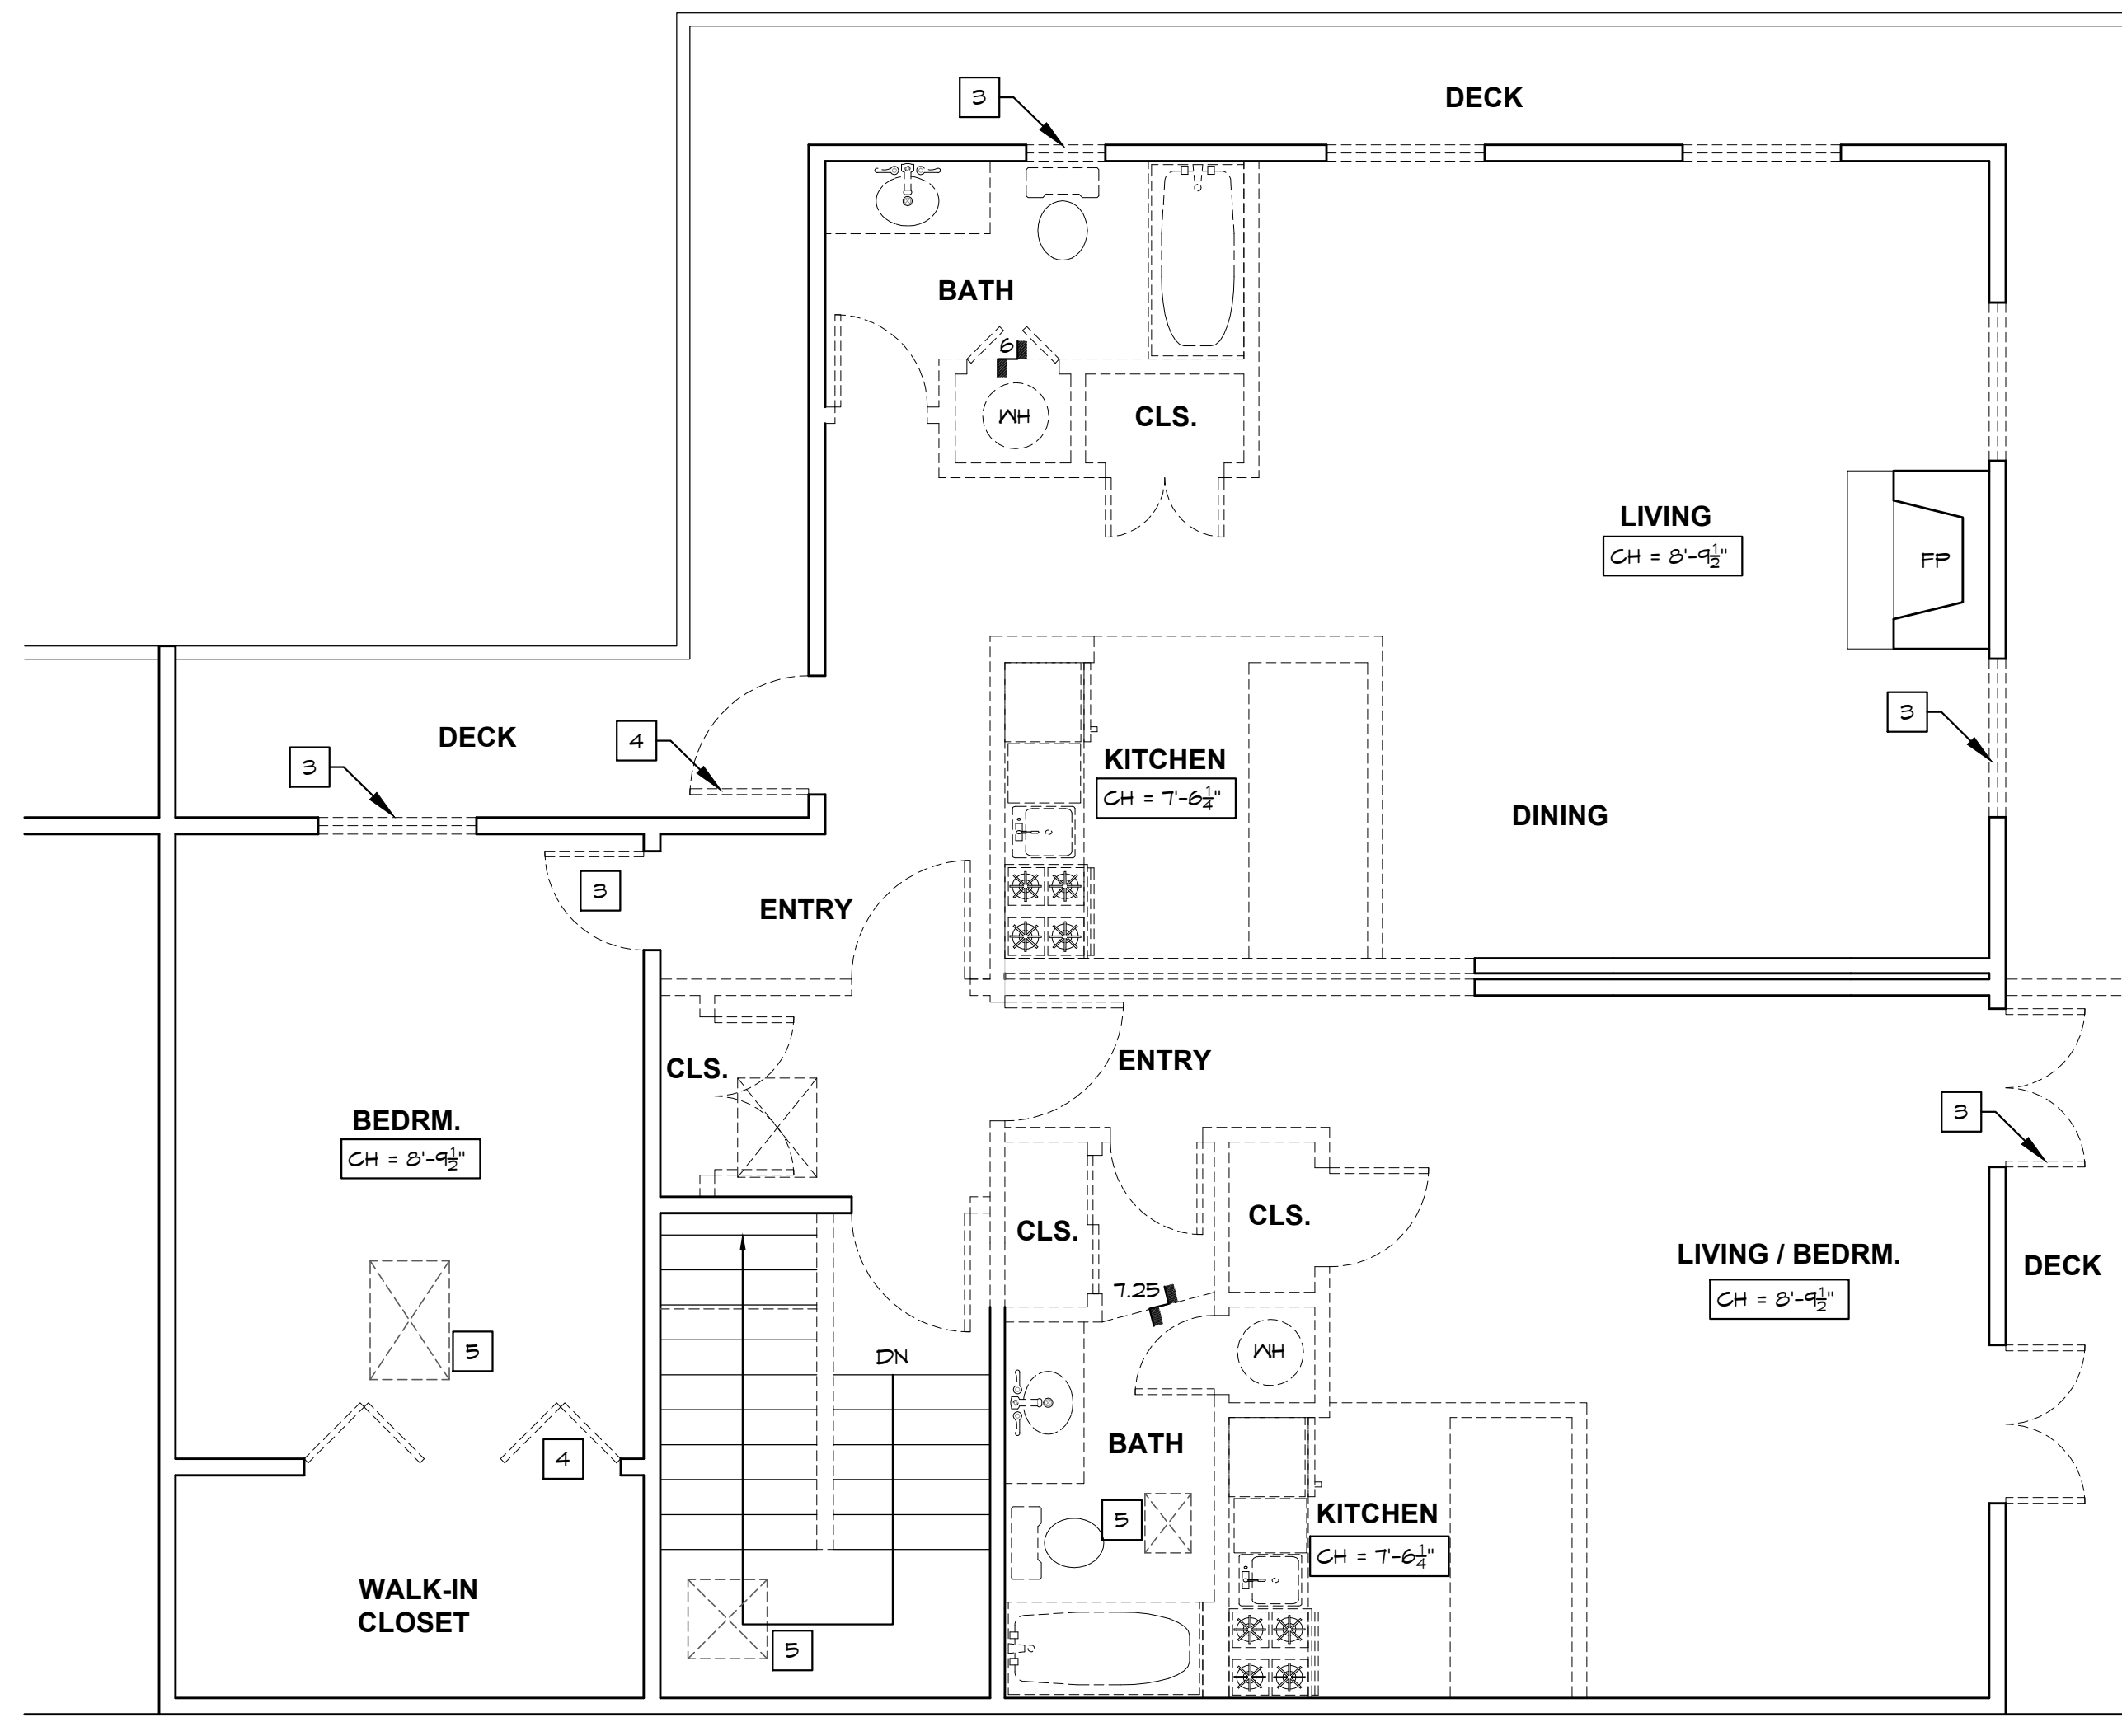 3
DECK
BATH
6
WH
CLS.
LIVING
CH = 8'-9½"
FP
3
DECK
4
3
KITCHEN
CH = 7'-6¼"
DINING
3
ENTRY
CLS.
ENTRY
BEDRM.
CH = 8'-9½"
3
CLS.
CLS.
LIVING / BEDRM.
CH = 8'-9½"
DECK
7.25
5
DN
WH
4
BATH
5
KITCHEN
CH = 7'-6¼"
WALK-IN
CLOSET
5